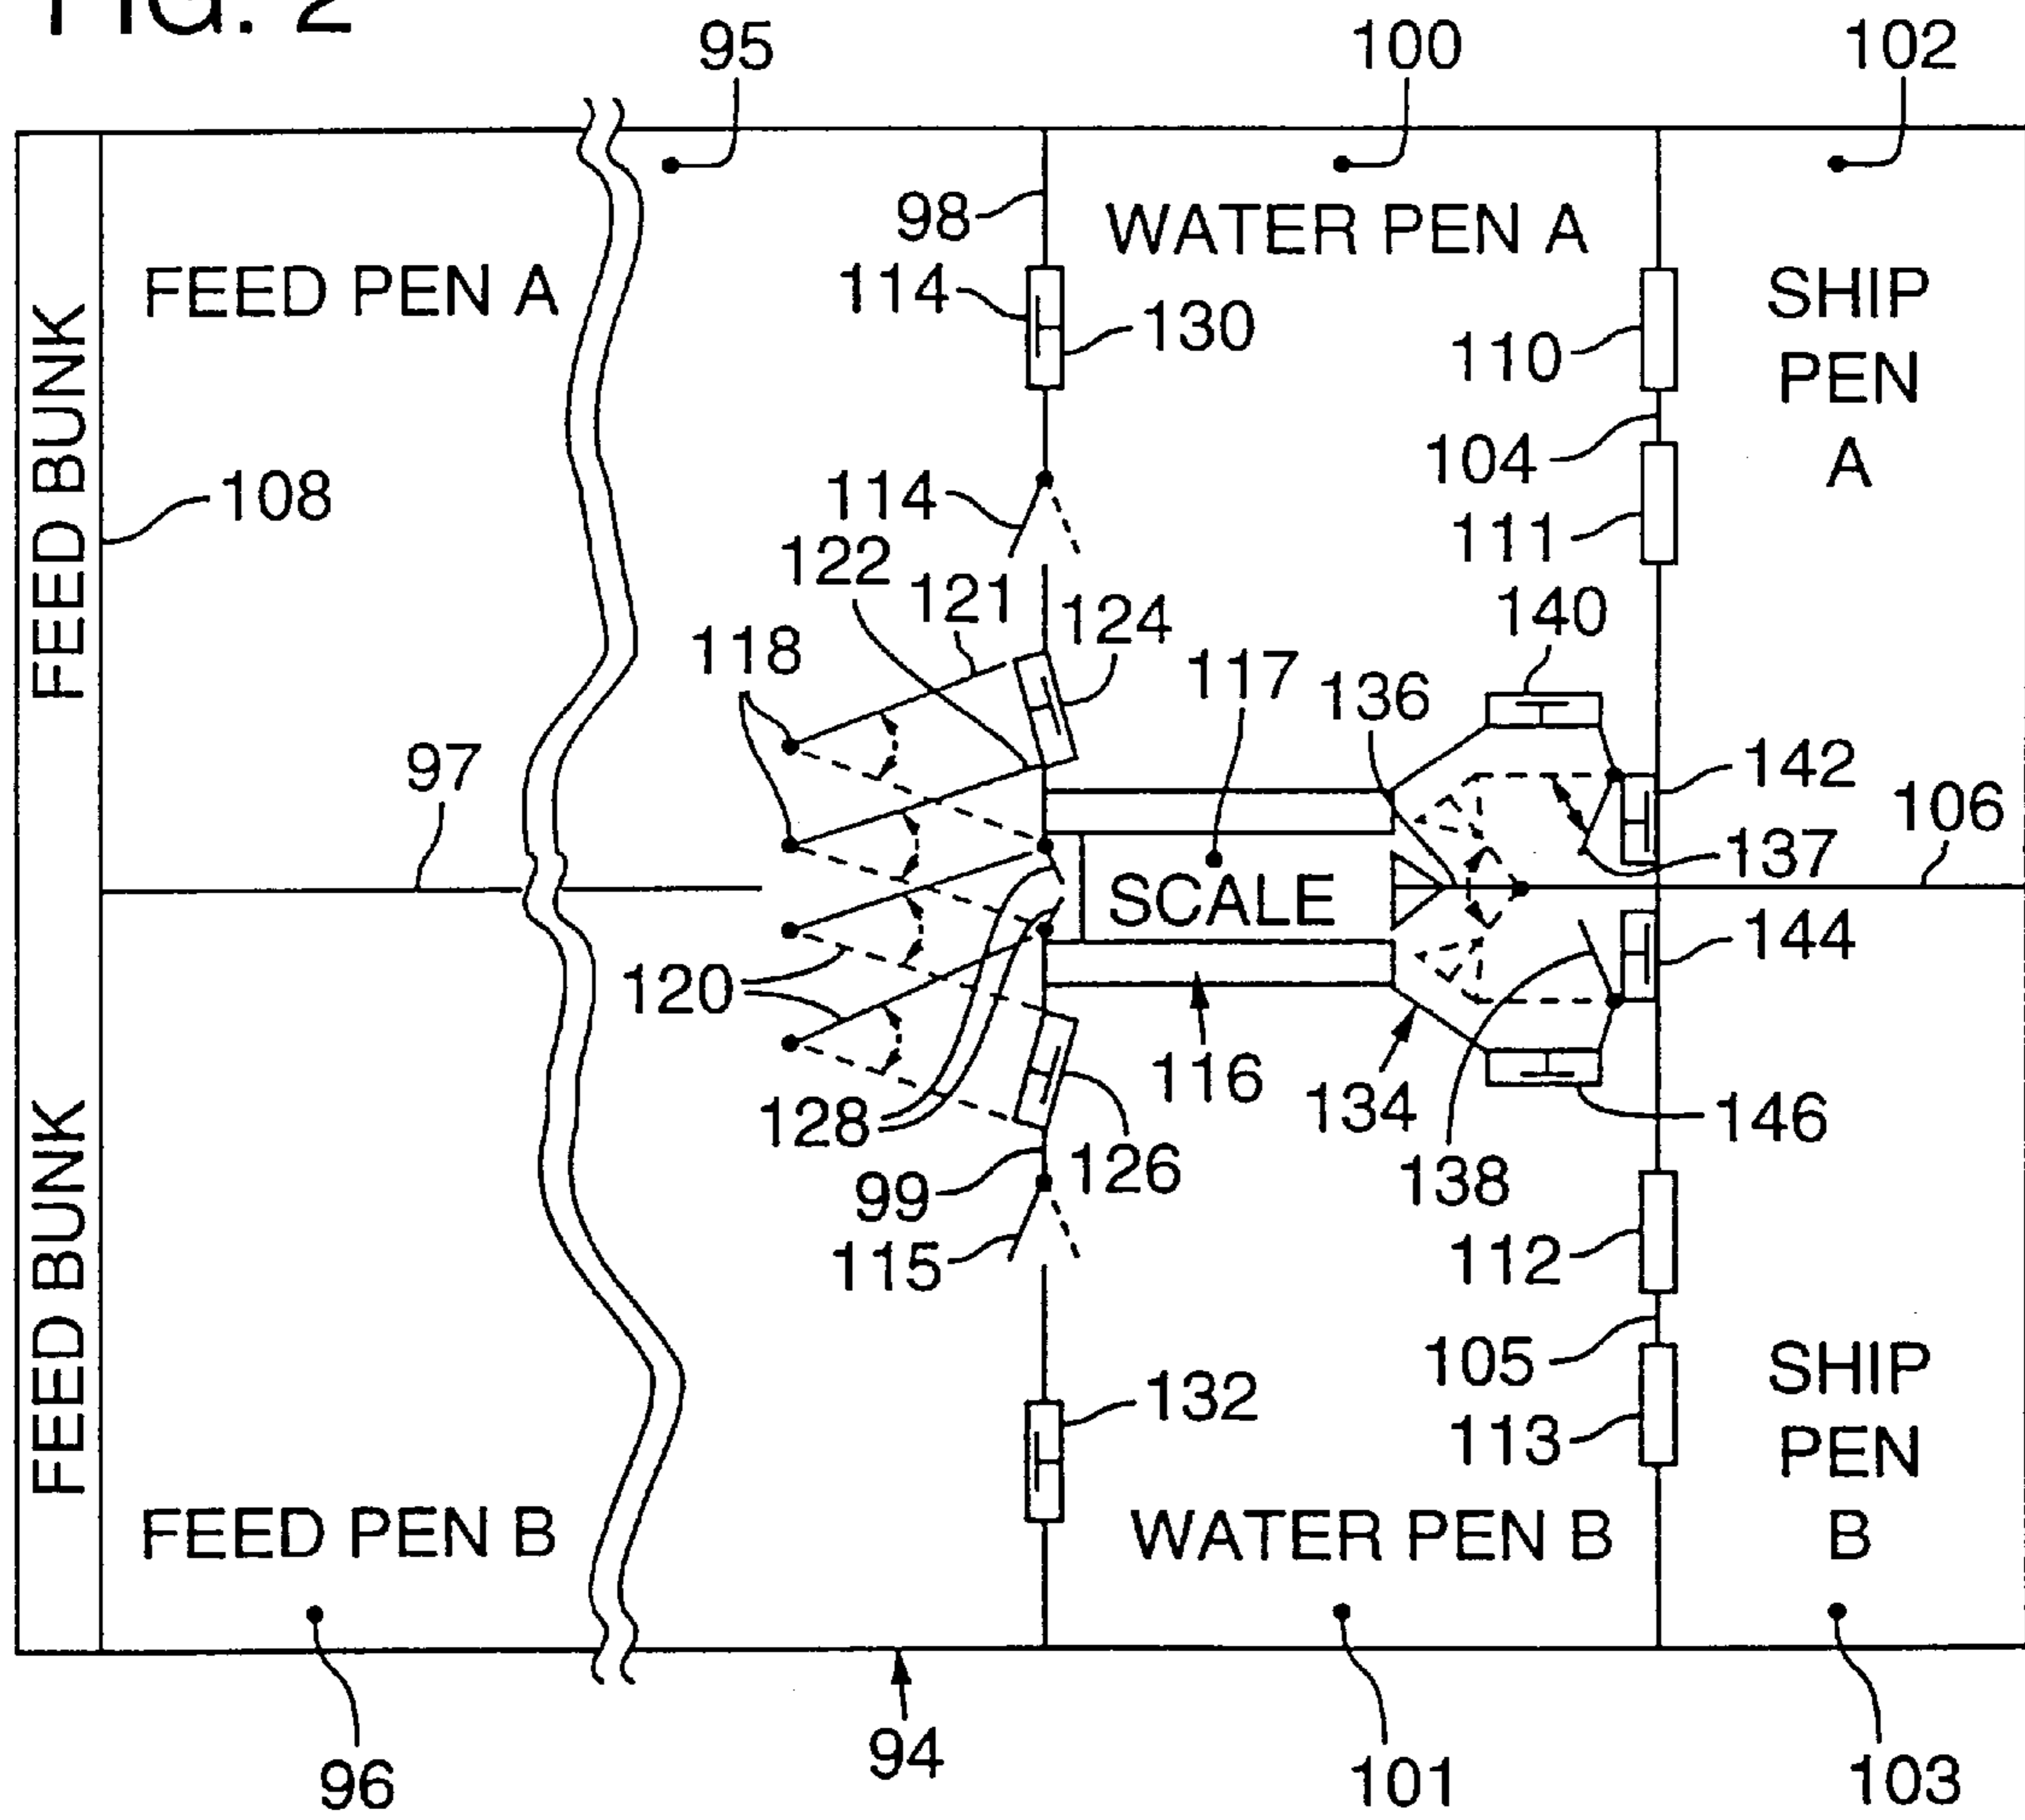 FIG. 2
95
100
102
98
WATER PEN A
FEED PEN A
114
130
SHIP
PEN
A
110
FEED BUNK
104
108
114
111
122
121
124
140
118
117
136
142
97
106
137
SCALE
144
120
116
134
146
128
126
138
99
115
112
FEED BUNK
105
132
SHIP
PEN
B
113
FEED PEN B
WATER PEN B
94
96
101
103